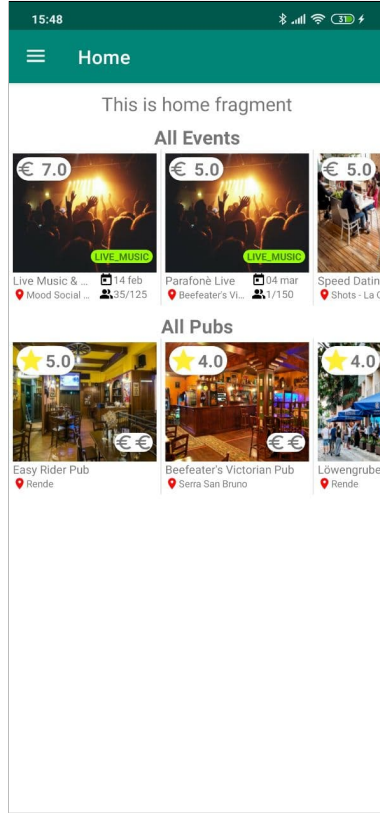 15:48
31
Home
This is home fragment
All Events
€ 7.0
€ 5.0
€ 5.0
LIVE_MUSIC
LIVE_MUSIC
Live Music & ...
14 feb
Mood Social ...
35/125
Parafonè Live
04 mar
Beefeater's Vi...
1/150
Speed Datin
Shots - La C
All Pubs
5.0
4.0
4.0
€ €
€ €
Easy Rider Pub
Rende
Beefeater's Victorian Pub
Serra San Bruno
Löwengrube
Rende